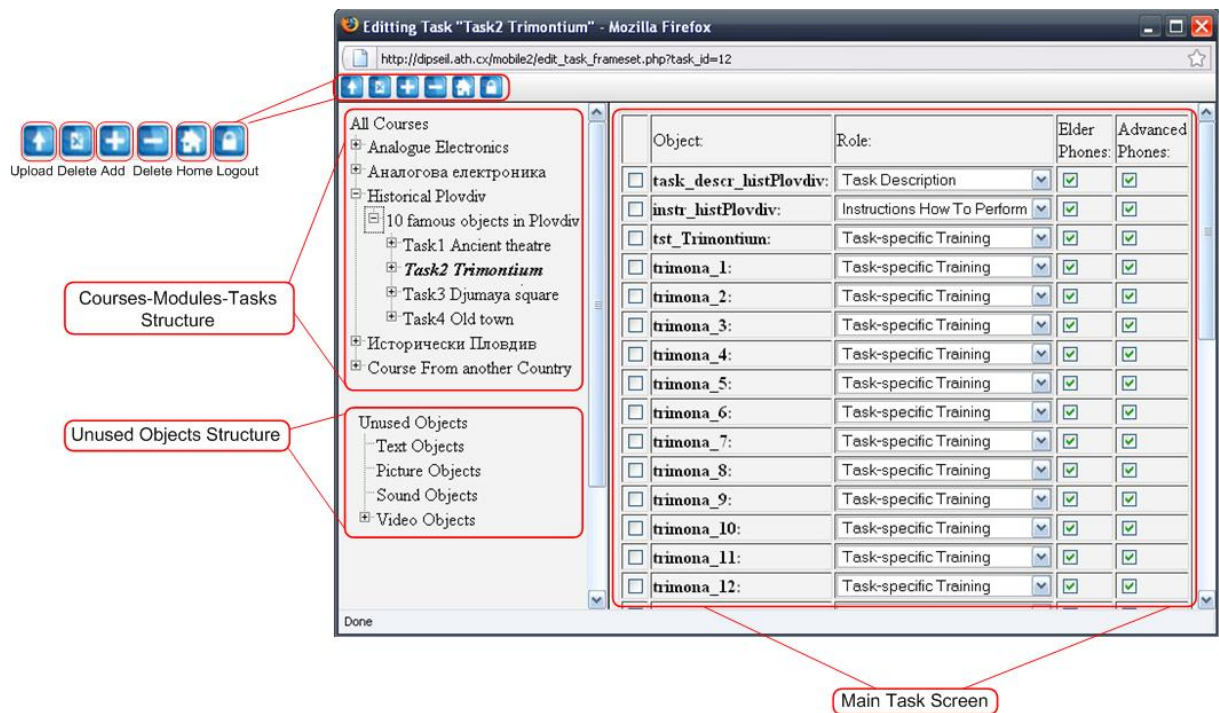 Editting Task "Task2 Trimontium" - Mozilla Firefox
http://dipseil.ath.cx/mobile2/edit_task_frameset.php?task_id=12
Upload Delete Add Delete Home Logout
All Courses
Analogue Electronics
Аналогова електроника
Historical Plovdiv
10 famous objects in Plovdiv
Task1 Ancient theatre
Task2 Trimontium
Task3 Djumaya square
Task4 Old town
Исторически Пловдив
Course From another Country
Courses-Modules-Tasks
Structure
Unused Objects
Text Objects
Picture Objects
Sound Objects
Video Objects
Unused Objects Structure
Object: Role: Elder Phones: Advanced Phones:
task_descr_histPlovdiv: Task Description
instr_histPlovdiv: Instructions How To Perform
tst_Trimontium: Task-specific Training
trimona_1: Task-specific Training
trimona_2: Task-specific Training
trimona_3: Task-specific Training
trimona_4: Task-specific Training
trimona_5: Task-specific Training
trimona_6: Task-specific Training
trimona_7: Task-specific Training
trimona_8: Task-specific Training
trimona_9: Task-specific Training
trimona_10: Task-specific Training
trimona_11: Task-specific Training
trimona_12: Task-specific Training
Done
Main Task Screen